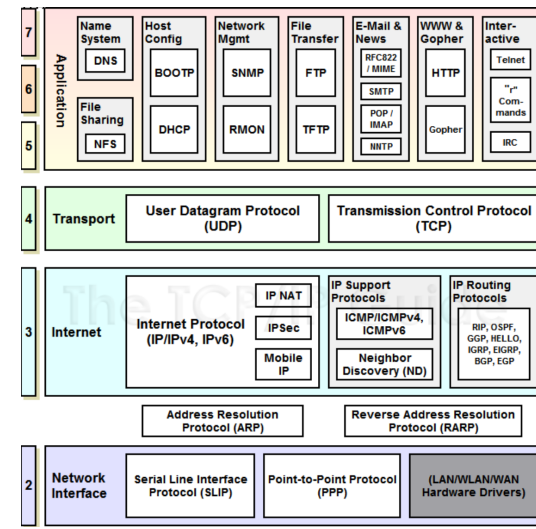 7
6
5
Application
Name
System
DNS
File
Sharing
NFS
Host
Config
BOOTP
DHCP
Network
Mgmt
SNMP
RMON
File
Transfer
FTP
TFTP
E-Mail &
News
RFC822
/ MIME
SMTP
POP /
IMAP
NNTP
WWW &
Gopher
HTTP
Gopher
Inter-
active
Telnet
"r"
Com-
mands
IRC
4
Transport
User Datagram Protocol
(UDP)
Transmission Control Protocol
(TCP)
The TCP/IP Guide
3
Internet
Internet Protocol
(IP/IPv4, IPv6)
IP NAT
IPSec
Mobile
IP
IP Support
Protocols
ICMP/ICMPv4,
ICMPv6
Neighbor
Discovery (ND)
IP Routing
Protocols
RIP, OSPF,
GGP, HELLO,
IGRP, EIGRP,
BGP, EGP
Address Resolution
Protocol (ARP)
Reverse Address Resolution
Protocol (RARP)
2
Network
Interface
Serial Line Interface
Protocol (SLIP)
Point-to-Point Protocol
(PPP)
(LAN/WLAN/WAN
Hardware Drivers)